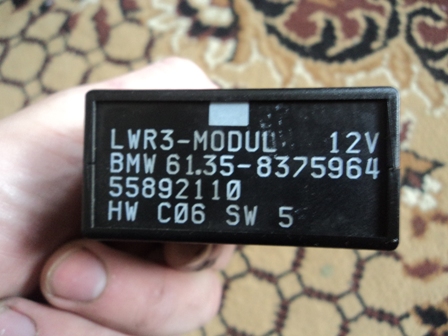 LWR3-MODUL 12V
BMW 61.35-8375964
55892110
HW C06 SW 5